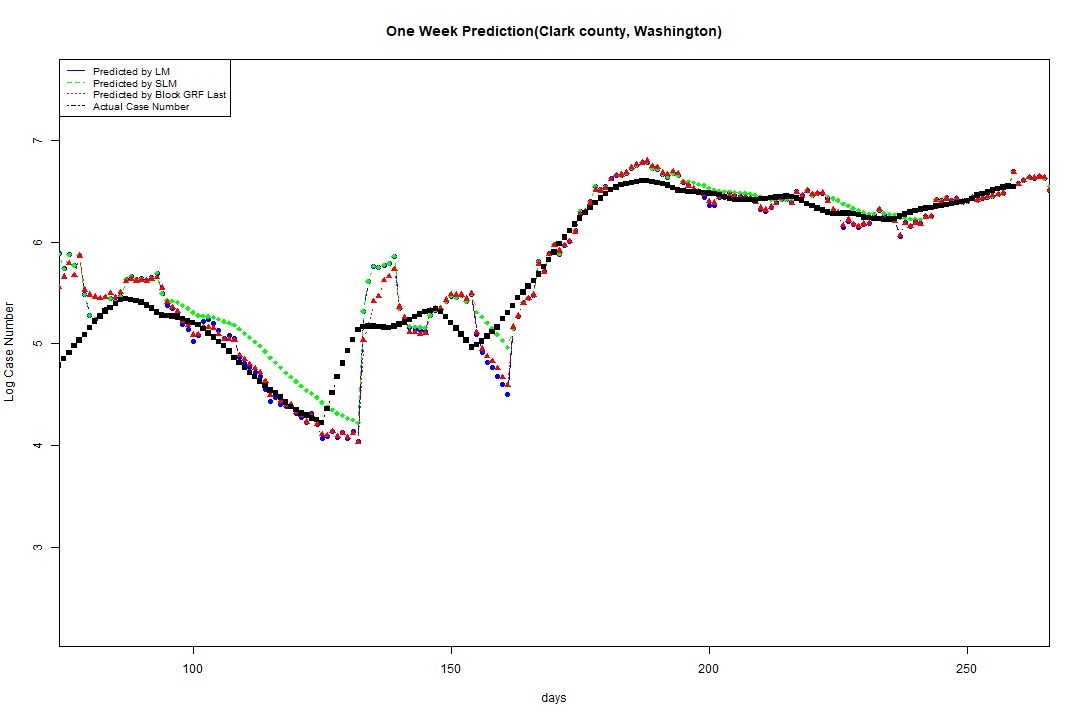 One Week Prediction(Clark county, Washington)
Predicted by LM
Predicted by SLM
Predicted by Block GRF Last
Actual Case Number
7
6
5
4
3
Log Case Number
100 150 200 250
days